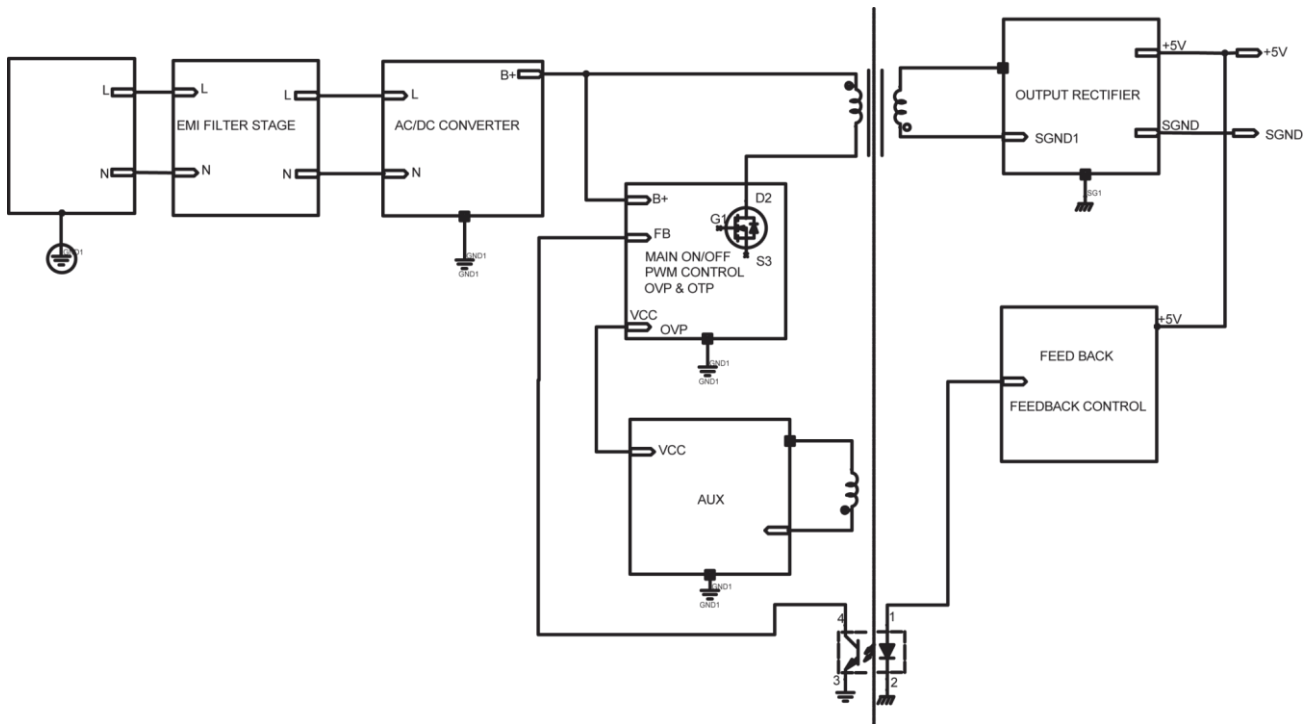 L
N
GND1
L
N
EMI FILTER STAGE
L
N
L
N
AC/DC CONVERTER
B+
GND1
GND1
B+
FB
D2
G1
S3
MAIN ON/OFF
PWM CONTROL
OVP & OTP
VCC
OVP
GND1
GND1
VCC
AUX
GND1
GND1
4
3
1
2
OUTPUT RECTIFIER
+5V
+5V
SGND
SGND
SGND1
SG1
+5V
FEED BACK
FEEDBACK CONTROL